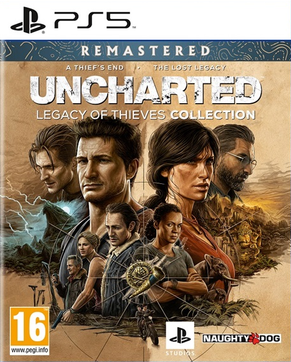 PS5
REMASTERED
A THIEF'S END THE LOST LEGACY
UNCHARTED
LEGACY OF THIEVES COLLECTION
16
www.pegi.info
PlayStation
STUDIOS
NAUGHTY DOG